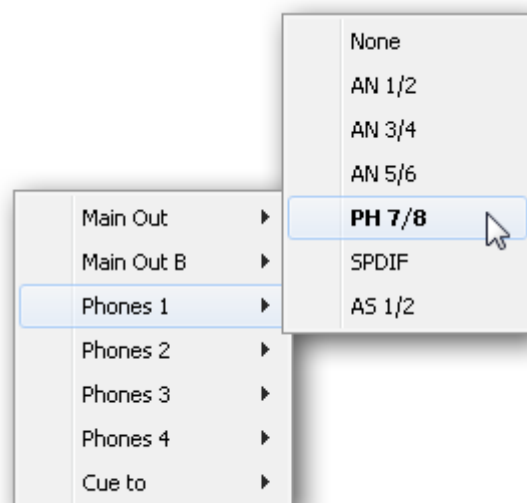 None
AN 1/2
AN 3/4
AN 5/6
PH 7/8
SPDIF
AS 1/2
Main Out
Main Out B
Phones 1
Phones 2
Phones 3
Phones 4
Cue to